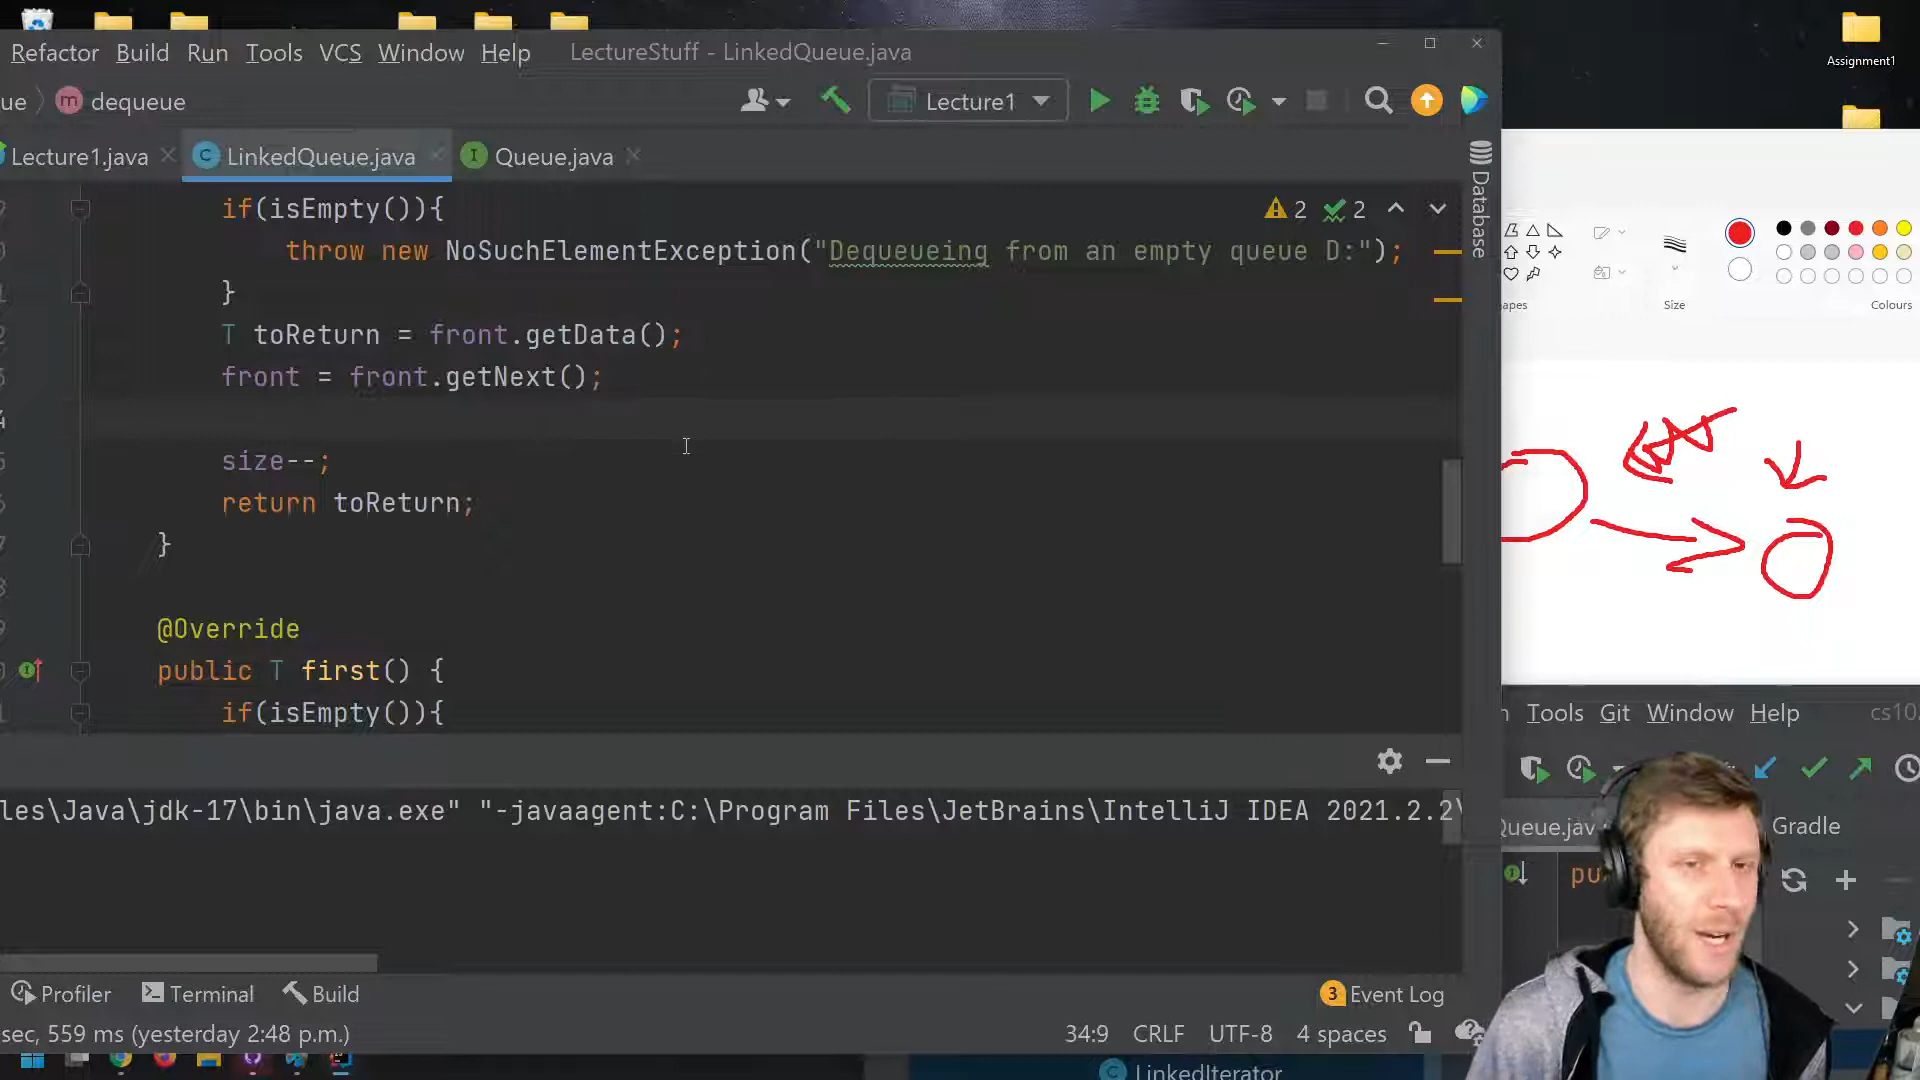 Assignment1
Refactor Build Run Tools VCS Window Help LectureStuff - LinkedQueue.java
ue dequeue Lecture1
Lecture1.java LinkedQueue.java Queue.java
Database
if(isEmpty()){ 2 2
throw new NoSuchElementException("Dequeueing from an empty queue D:");
}
T toReturn = front.getData();
front = front.getNext();
size--;
return toReturn;
}
@Override
public T first() {
if(isEmpty()){
apes Size Colours
Tools Git Window Help cs10
les\Java\jdk-17\bin\java.exe" "-javaagent:C:\Program Files\JetBrains\IntelliJ IDEA 2021.2.2\
Queue.jav Gradle
pu
Profiler Terminal Build 3 Event Log
sec, 559 ms (yesterday 2:48 p.m.) 34:9 CRLF UTF-8 4 spaces
LinkedIterator